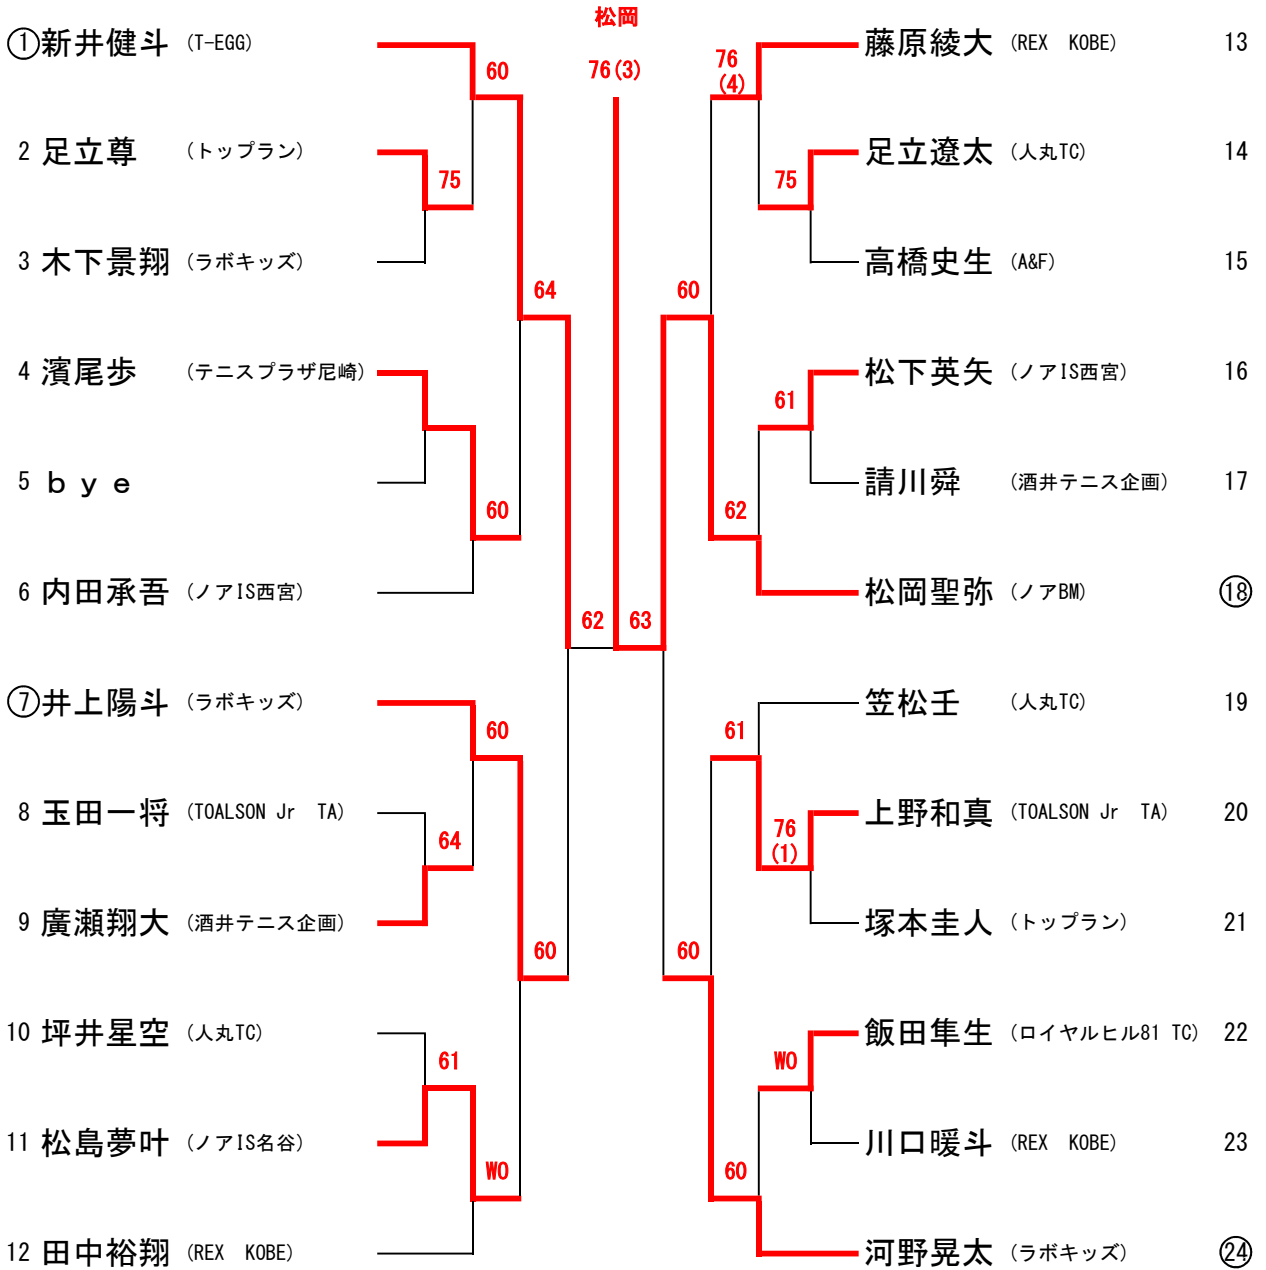 松岡
76(3)
①新井健斗 (T-EGG)
60
2 足立尊 (トップラン)
75
3 木下景翔 (ラボキッズ)
64
4 濱尾歩 (テニスプラザ尼崎)
5 ｂｙｅ
60
6 内田承吾 (ノアIS西宮)
62
⑦井上陽斗 (ラボキッズ)
60
8 玉田一将 (TOALSON Jr TA)
64
9 廣瀬翔大 (酒井テニス企画)
60
10 坪井星空 (人丸TC)
61
11 松島夢叶 (ノアIS名谷)
WO
12 田中裕翔 (REX KOBE)
藤原綾大 (REX KOBE) 13
76
(4)
足立遼太 (人丸TC) 14
75
高橋史生 (A&F) 15
60
松下英矢 (ノアIS西宮) 16
61
請川舜 (酒井テニス企画) 17
62
松岡聖弥 (ノアBM) ⑱
63
笠松壬 (人丸TC) 19
61
上野和真 (TOALSON Jr TA) 20
76
(1)
塚本圭人 (トップラン) 21
60
飯田隼生 (ロイヤルヒル81 TC) 22
WO
川口暖斗 (REX KOBE) 23
60
河野晃太 (ラボキッズ) ㉔